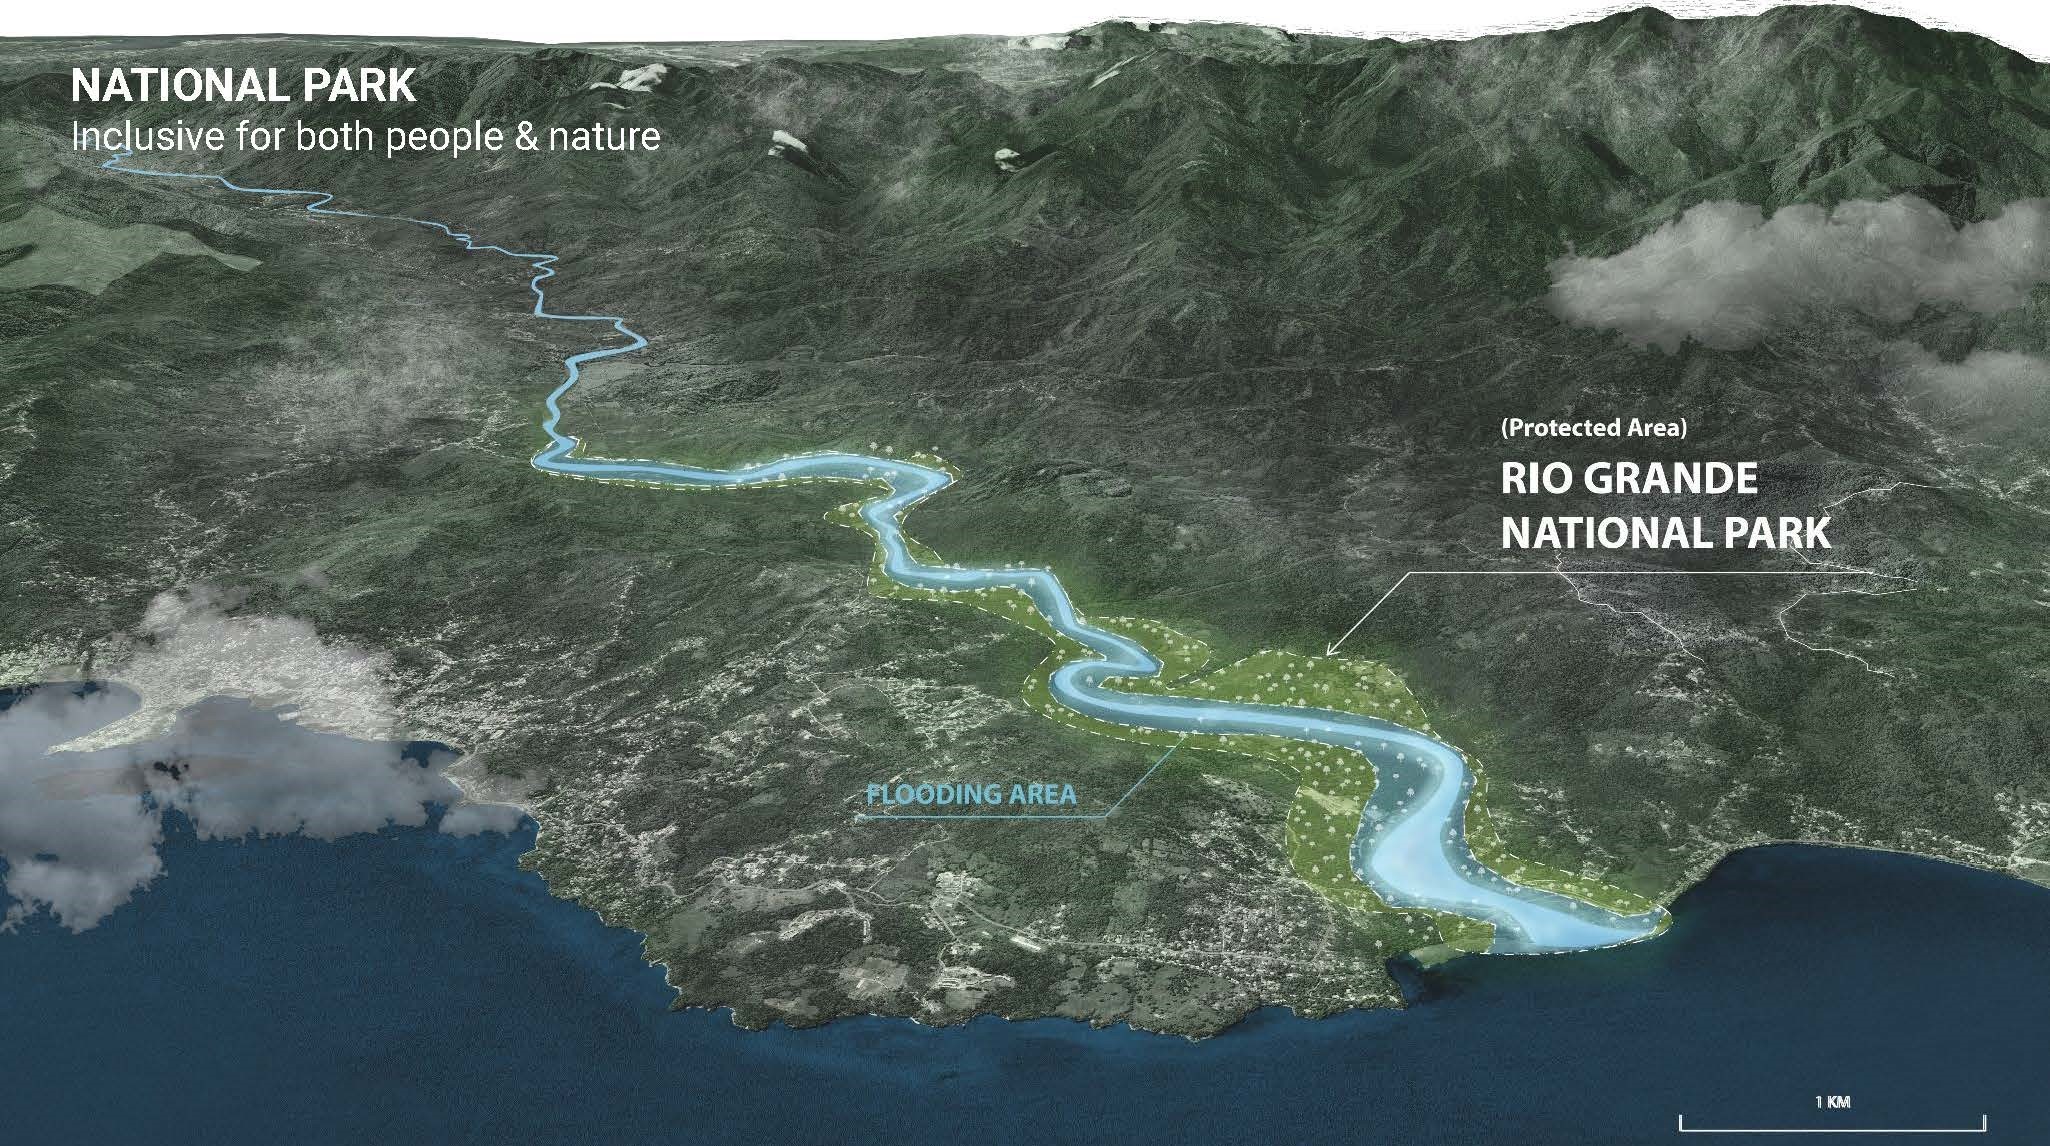 NATIONAL PARK
Inclusive for both people & nature
(Protected Area)
RIO GRANDE
NATIONAL PARK
FLOODING AREA
1 KM